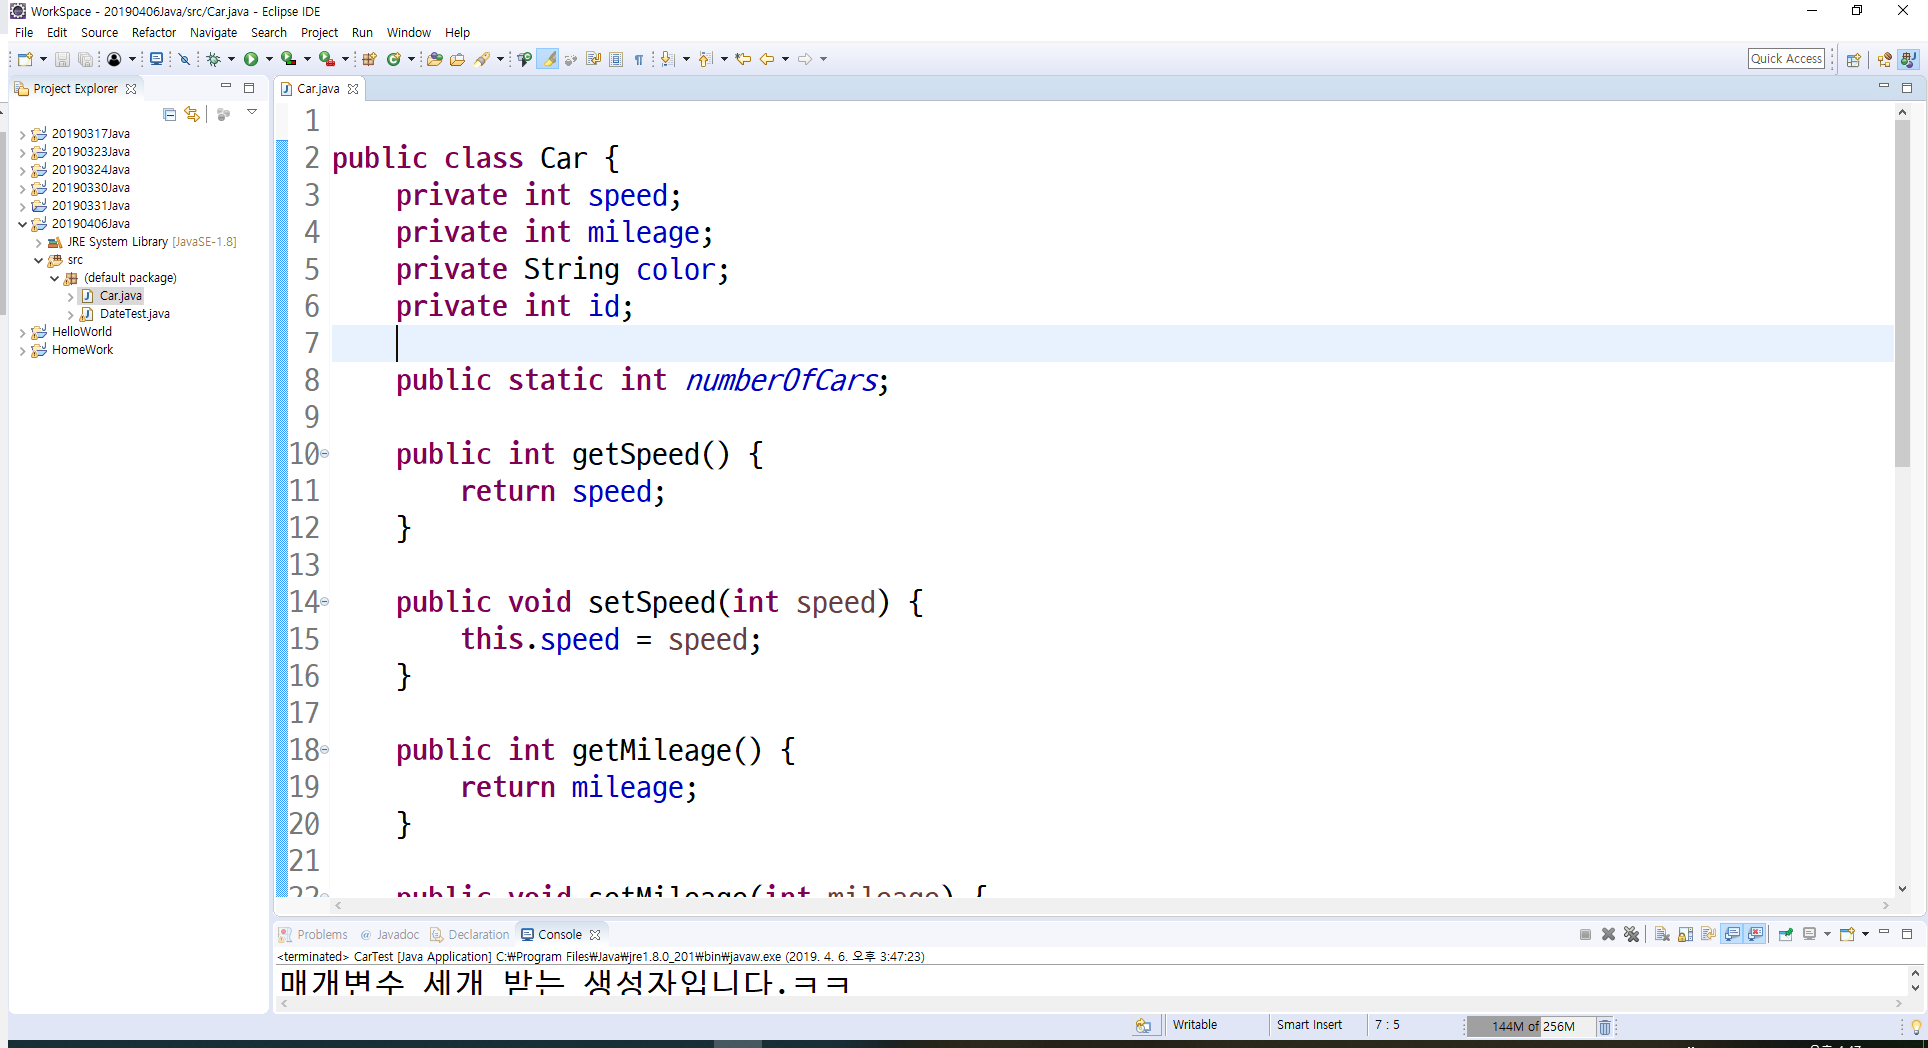 WorkSpace - 20190406Java/src/Car.java - Eclipse IDE
File Edit Source Refactor Navigate Search Project Run Window Help
Quick Access
Project Explorer
Car.java
20190317Java
20190323Java
20190324Java
20190330Java
20190331Java
20190406Java
JRE System Library [JavaSE-1.8]
src
(default package)
Car.java
DateTest.java
HelloWorld
HomeWork
1
2 public class Car {
3 private int speed;
4 private int mileage;
5 private String color;
6 private int id;
7
8 public static int numberOfCars;
9
10 public int getSpeed() {
11 return speed;
12 }
13
14 public void setSpeed(int speed) {
15 this.speed = speed;
16 }
17
18 public int getMileage() {
19 return mileage;
20 }
21
22 public void setMileage(int mileage) {
Problems Javadoc Declaration Console
<terminated> CarTest [Java Application] C:₩Program Files₩Java₩jre1.8.0_201₩bin₩javaw.exe (2019. 4. 6. 오후 3:47:23)
매개변수 세개 받는 생성자입니다.ㅋㅋ
Writable Smart Insert 7 : 5 144M of 256M